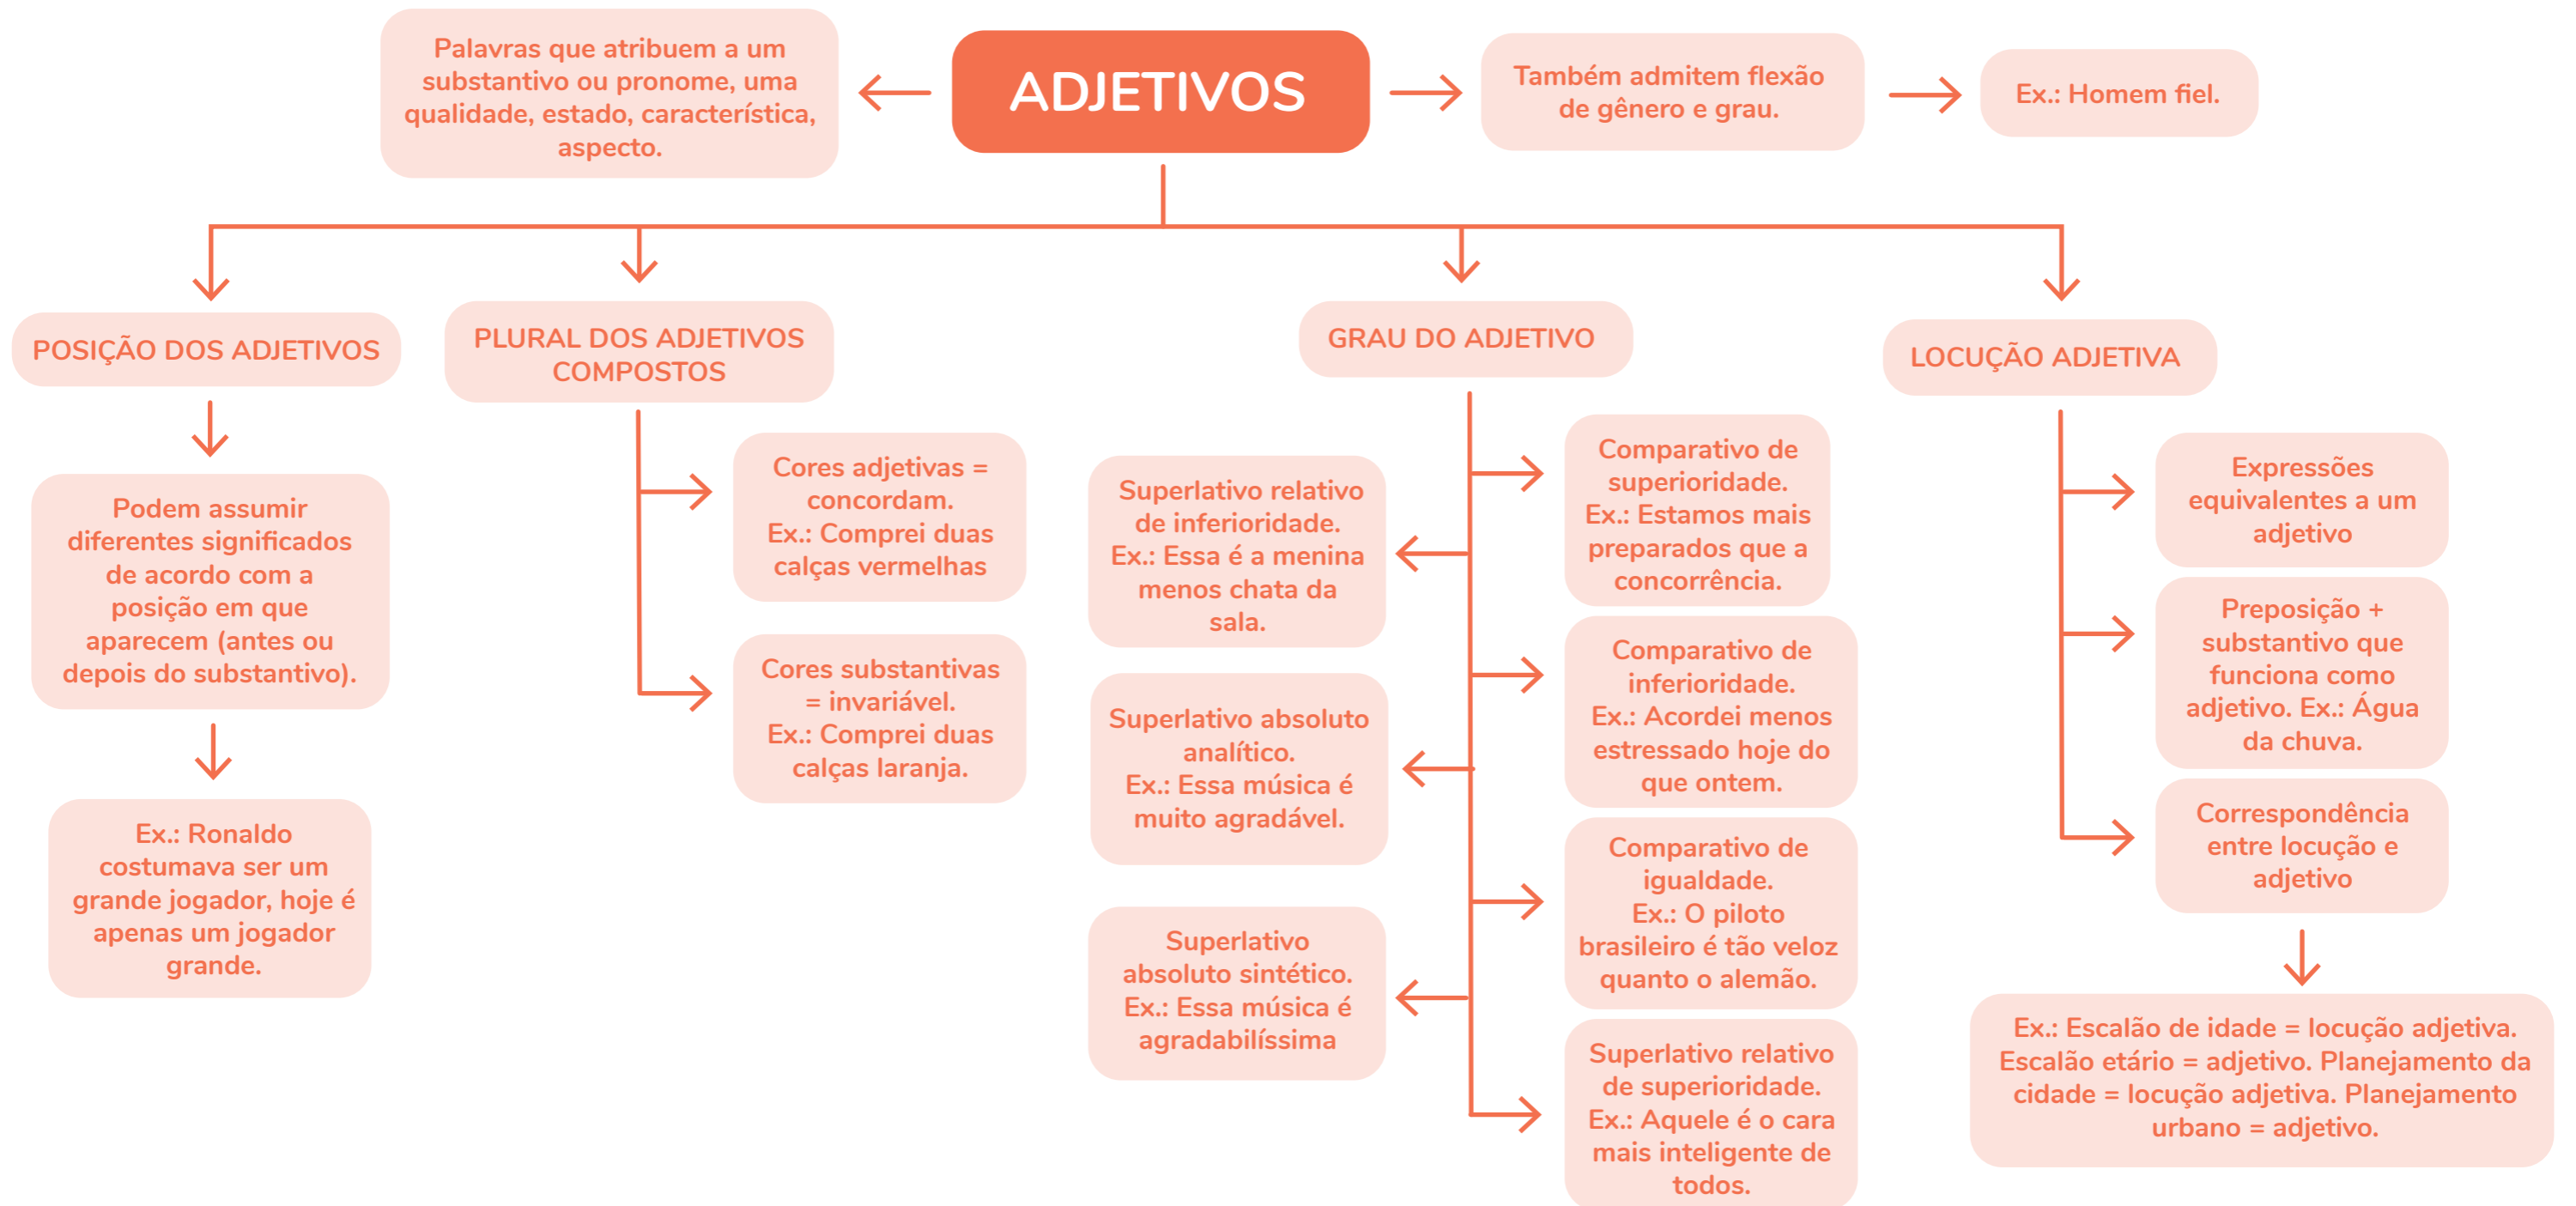 Palavras que atribuem a um
substantivo ou pronome, uma
qualidade, estado, característica,
aspecto.
ADJETIVOS
Também admitem flexão
de gênero e grau.
Ex.: Homem fiel.
POSIÇÃO DOS ADJETIVOS
Podem assumir
diferentes significados
de acordo com a
posição em que
aparecem (antes ou
depois do substantivo).
Ex.: Ronaldo
costumava ser um
grande jogador, hoje é
apenas um jogador
grande.
PLURAL DOS ADJETIVOS
COMPOSTOS
Cores adjetivas =
concordam.
Ex.: Comprei duas
calças vermelhas
Cores substantivas
= invariável.
Ex.: Comprei duas
calças laranja.
GRAU DO ADJETIVO
Superlativo relativo
de inferioridade.
Ex.: Essa é a menina
menos chata da
sala.
Superlativo absoluto
analítico.
Ex.: Essa música é
muito agradável.
Superlativo
absoluto sintético.
Ex.: Essa música é
agradabilíssima
Comparativo de
superioridade.
Ex.: Estamos mais
preparados que a
concorrência.
Comparativo de
inferioridade.
Ex.: Acordei menos
estressado hoje do
que ontem.
Comparativo de
igualdade.
Ex.: O piloto
brasileiro é tão veloz
quanto o alemão.
Superlativo relativo
de superioridade.
Ex.: Aquele é o cara
mais inteligente de
todos.
LOCUÇÃO ADJETIVA
Expressões
equivalentes a um
adjetivo
Preposição +
substantivo que
funciona como
adjetivo. Ex.: Água
da chuva.
Correspondência
entre locução e
adjetivo
Ex.: Escalão de idade = locução adjetiva.
Escalão etário = adjetivo. Planejamento da
cidade = locução adjetiva. Planejamento
urbano = adjetivo.